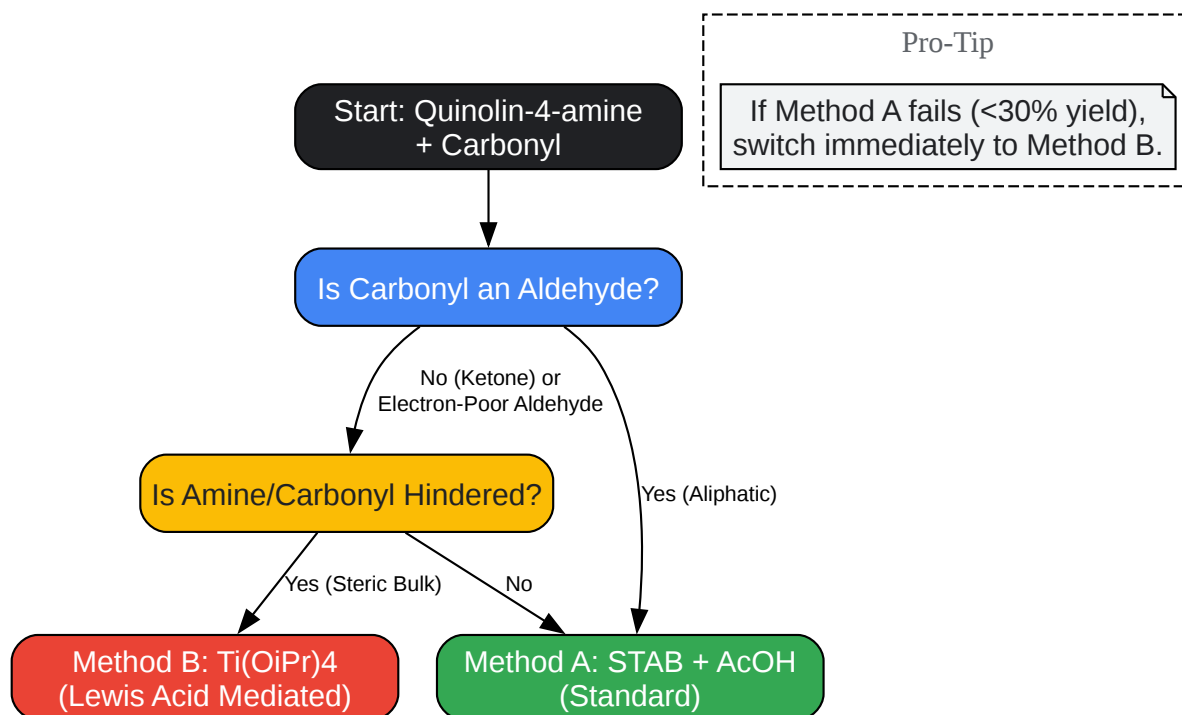 Pro-Tip
If Method A fails (<30% yield),
switch immediately to Method B.
Start: Quinolin-4-amine
+ Carbonyl
Is Carbonyl an Aldehyde?
No (Ketone) or
Electron-Poor Aldehyde
Yes (Aliphatic)
Is Amine/Carbonyl Hindered?
Yes (Steric Bulk)
No
Method B: Ti(OiPr)4
(Lewis Acid Mediated)
Method A: STAB + AcOH
(Standard)